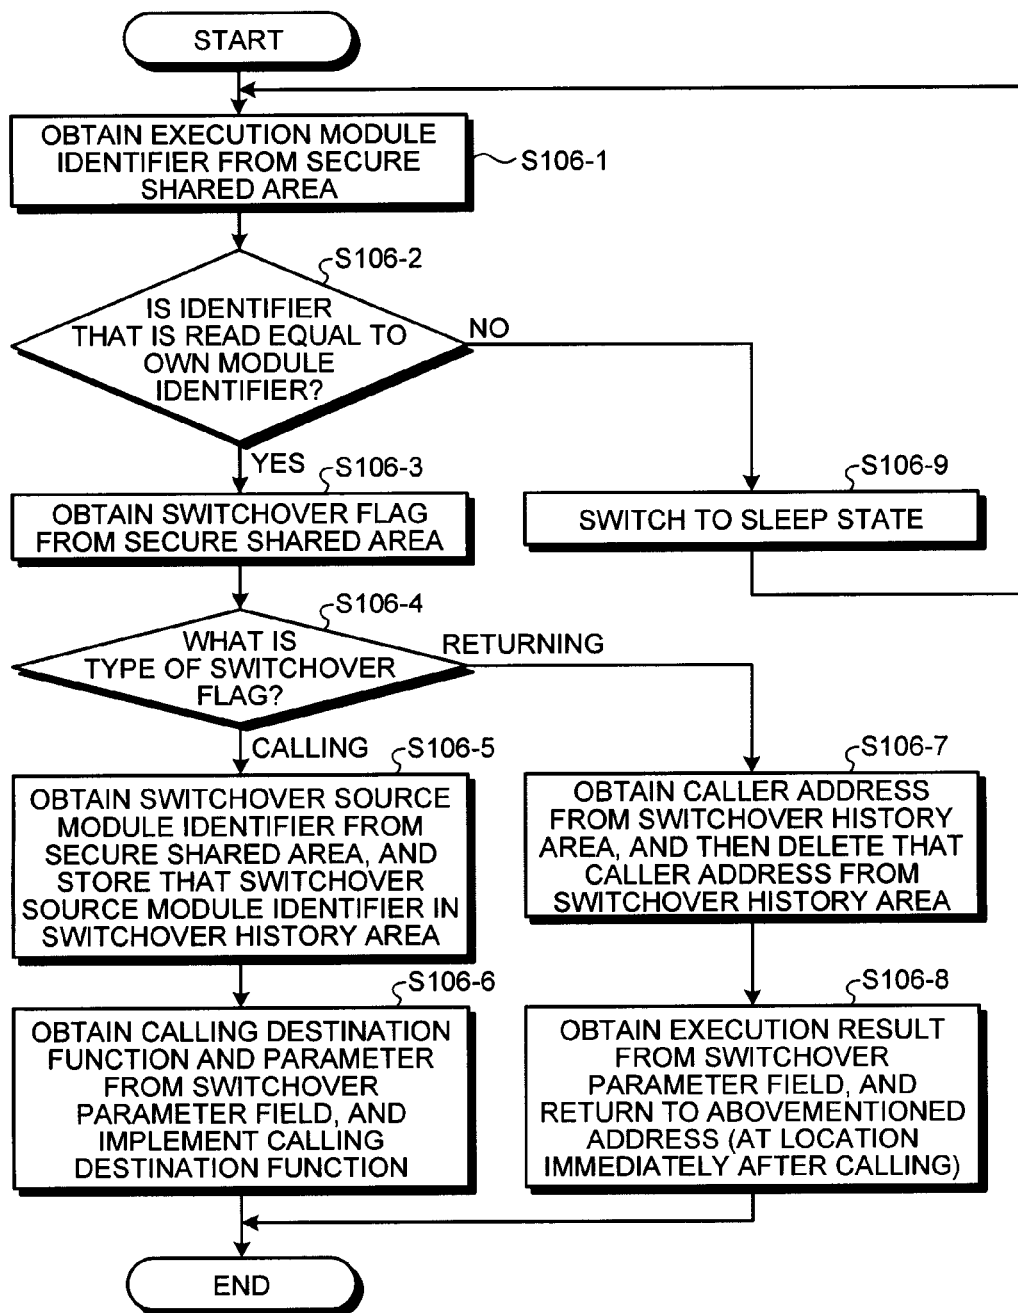 START
OBTAIN EXECUTION MODULE
IDENTIFIER FROM SECURE
SHARED AREA
S106-1
S106-2
IS IDENTIFIER
THAT IS READ EQUAL TO
OWN MODULE
IDENTIFIER?
NO
YES
S106-3
OBTAIN SWITCHOVER FLAG
FROM SECURE SHARED AREA
S106-9
SWITCH TO SLEEP STATE
S106-4
WHAT IS
TYPE OF SWITCHOVER
FLAG?
RETURNING
CALLING
S106-5
OBTAIN SWITCHOVER SOURCE
MODULE IDENTIFIER FROM
SECURE SHARED AREA, AND
STORE THAT SWITCHOVER
SOURCE MODULE IDENTIFIER IN
SWITCHOVER HISTORY AREA
S106-7
OBTAIN CALLER ADDRESS
FROM SWITCHOVER HISTORY
AREA, AND THEN DELETE THAT
CALLER ADDRESS FROM
SWITCHOVER HISTORY AREA
S106-6
OBTAIN CALLING DESTINATION
FUNCTION AND PARAMETER
FROM SWITCHOVER
PARAMETER FIELD, AND
IMPLEMENT CALLING
DESTINATION FUNCTION
S106-8
OBTAIN EXECUTION RESULT
FROM SWITCHOVER
PARAMETER FIELD, AND
RETURN TO ABOVEMENTIONED
ADDRESS (AT LOCATION
IMMEDIATELY AFTER CALLING)
END